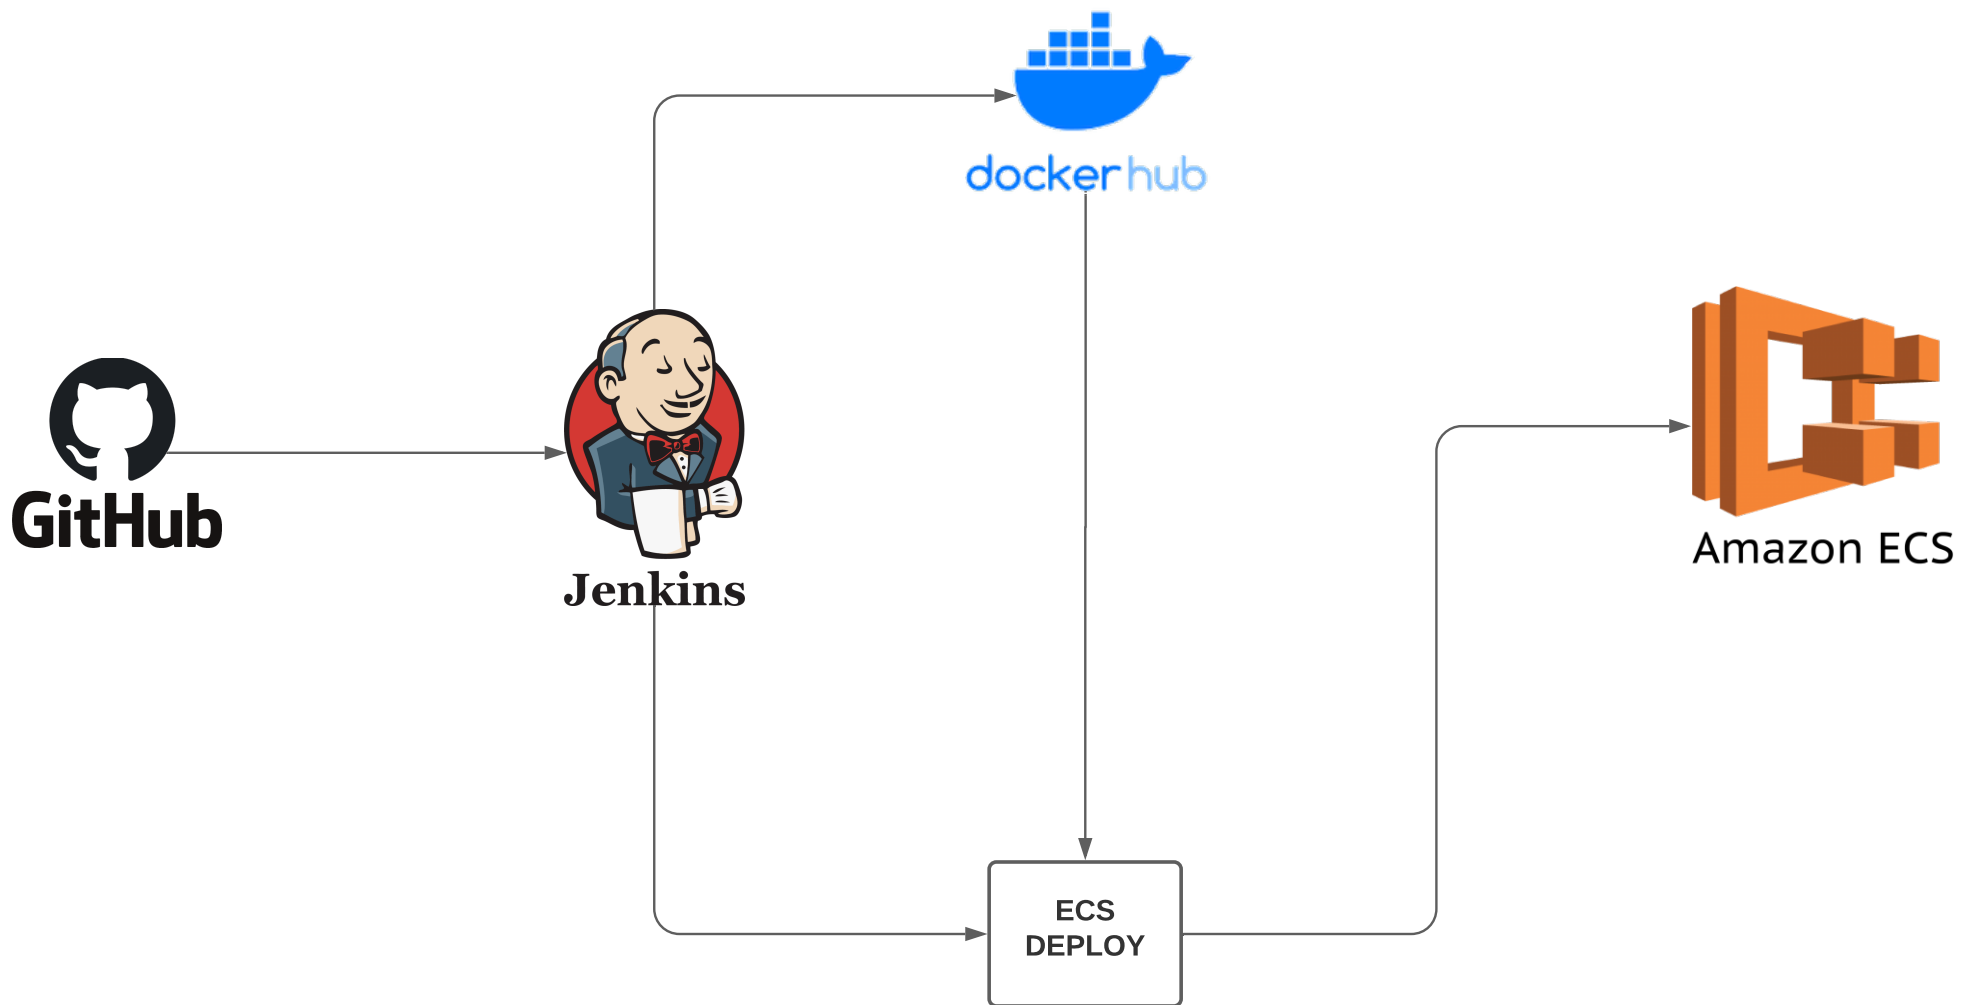 docker hub
GitHub
Jenkins
Amazon ECS
ECS
DEPLOY